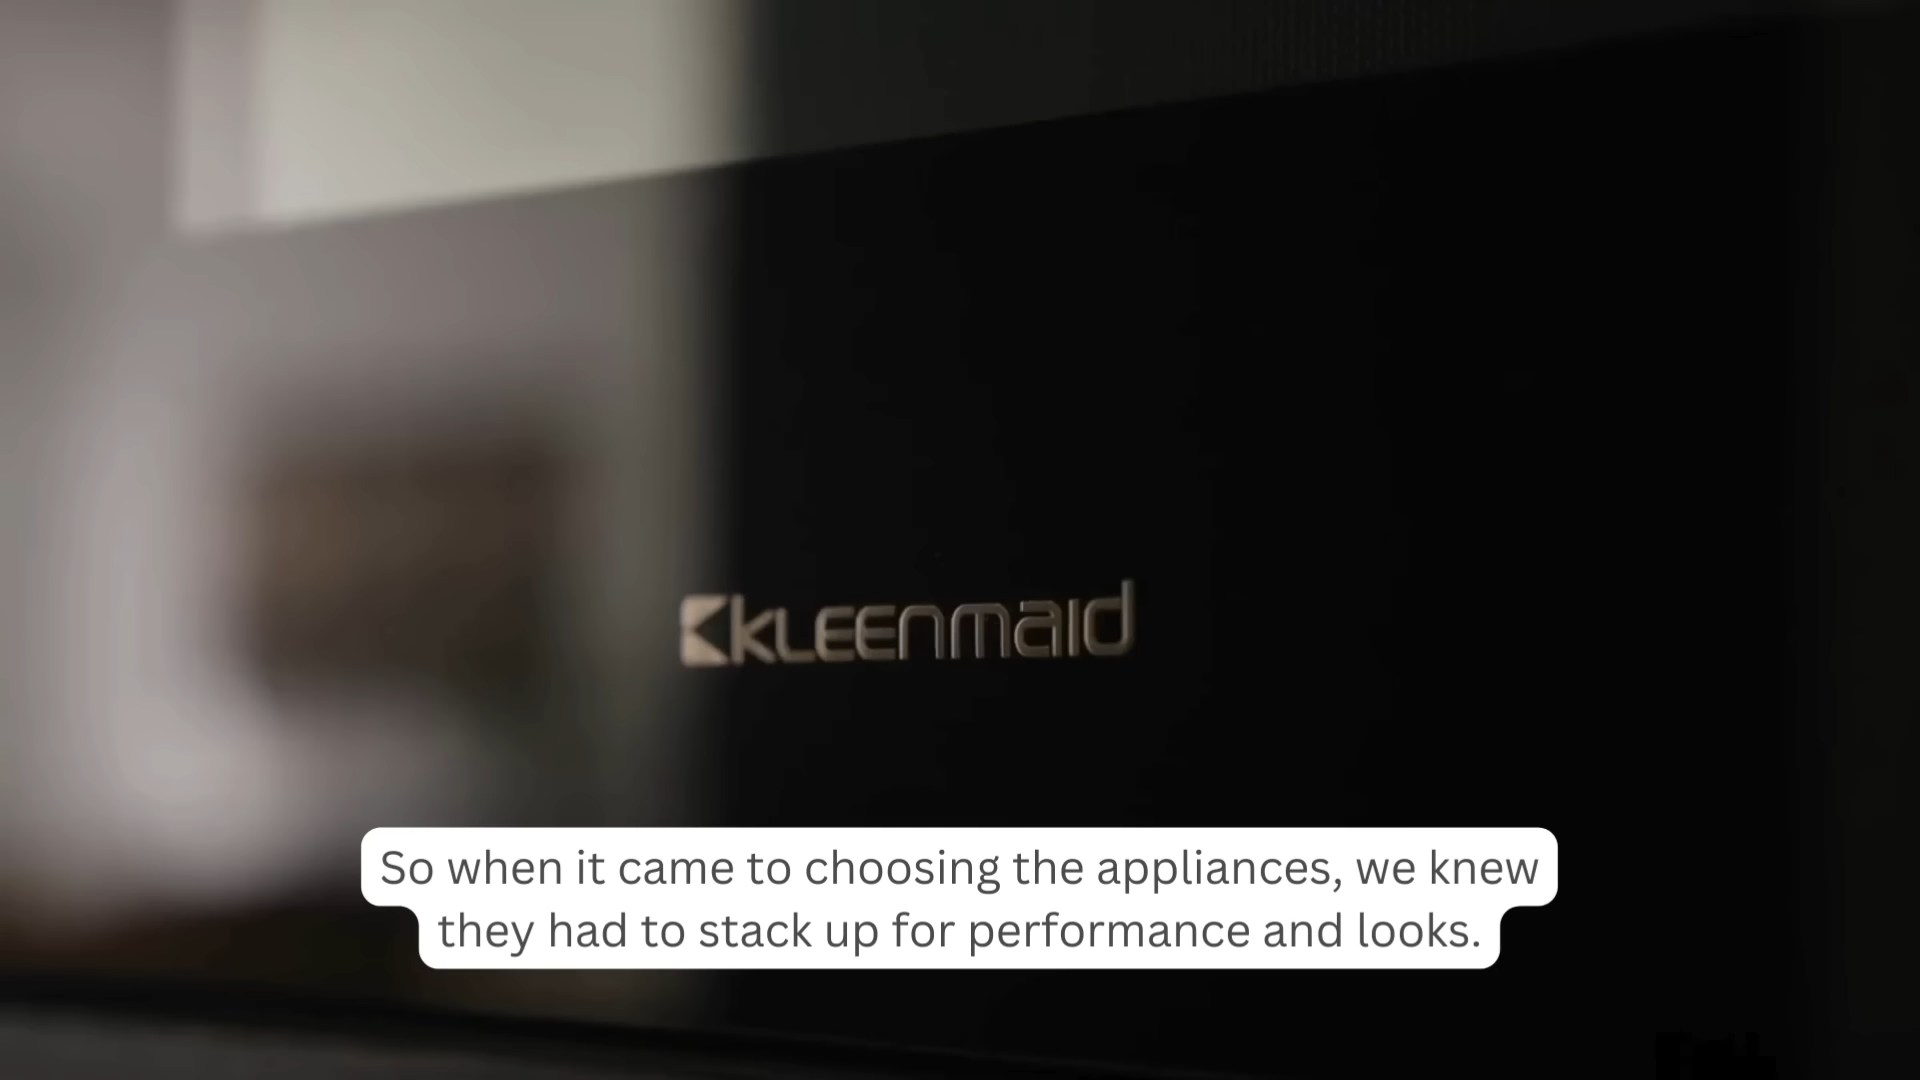 KLEENmaid
So when it came to choosing the appliances, we knew
they had to stack up for performance and looks.